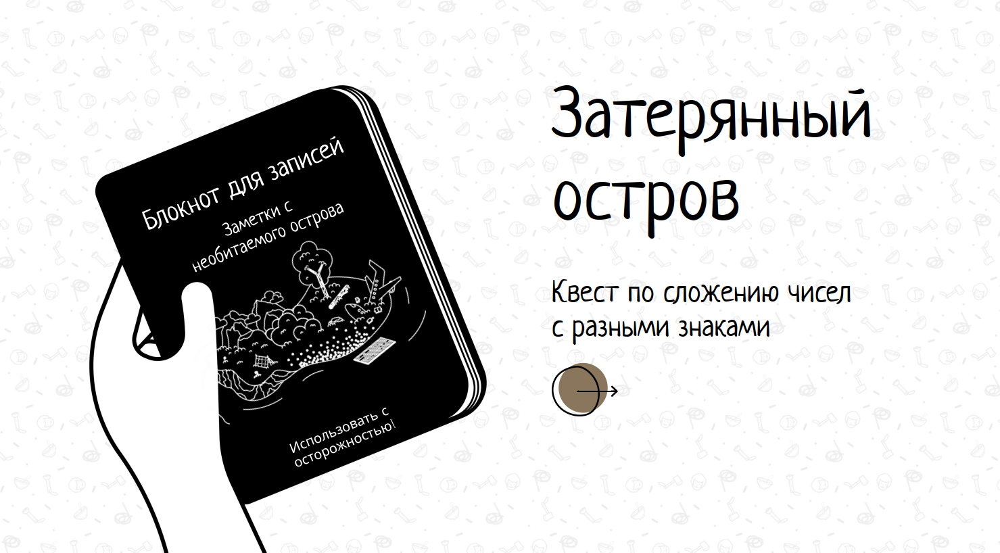 Блокнот для записей
Заметки с
необитаемого острова
Использовать с
осторожностью!
Затерянный
остров
Квест по сложению чисел
с разными знаками